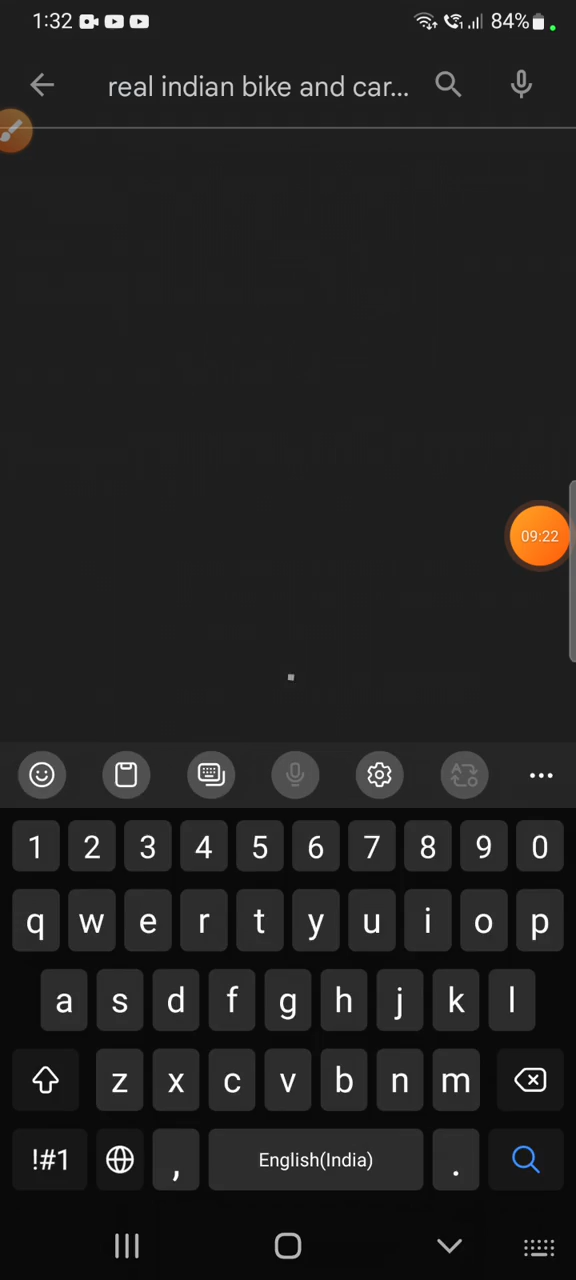 1:32 84%
real indian bike and car...
09:22
1 2 3 4 5 6 7 8 9 0
q w e r t y u i o p
a s d f g h j k l
z x c v b n m
!#1 , English(India) .